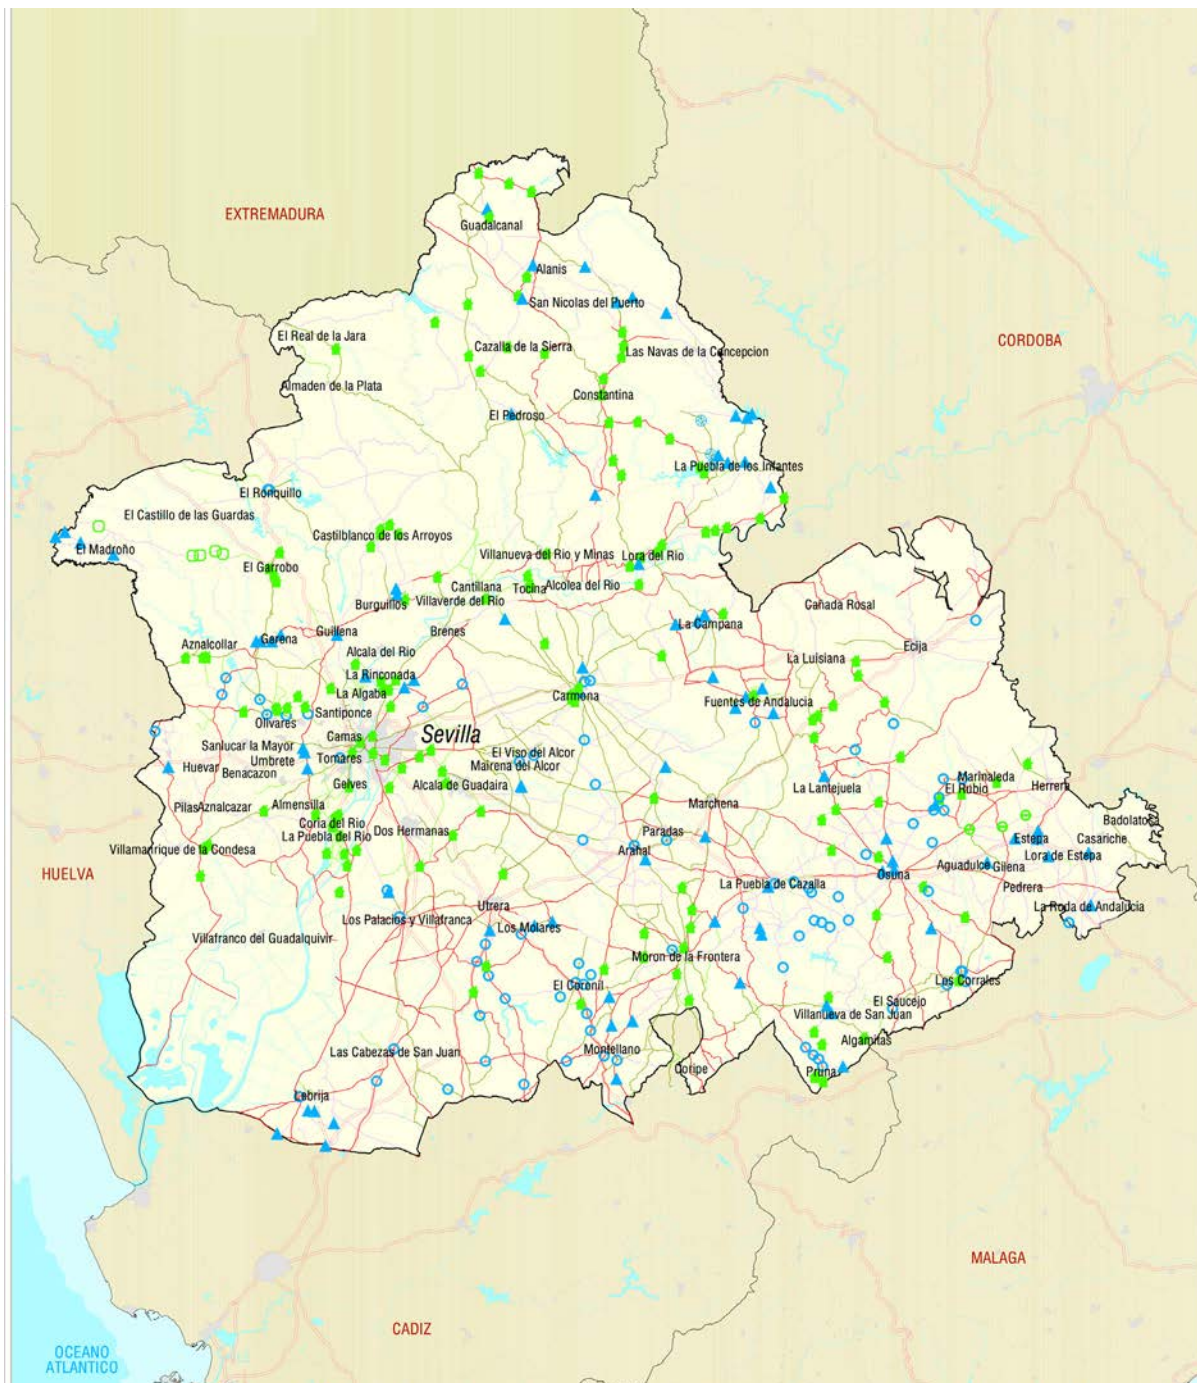 EXTREMADURA
Guadalcanal
Alanis
San Nicolas del Puerto
El Real de la Jara
CORDOBA
Cazalla de la Sierra
Las Navas de la Concepcion
Almaden de la Plata
Constantina
El Pedroso
La Puebla de los Infantes
El Ronquillo
El Castillo de las Guardas
Castilblanco de los Arroyos
El Madroño
Villanueva del Rio y Minas
Lora del Rio
El Garrobo
Cantillana
Tocina
Alcolea del Rio
Burguillos
Villaverde del Rio
Cañada Rosal
La Campana
Guillena
Brenes
Gerena
Aznalcollar
Ecija
Alcala del Rio
La Luisiana
La Rinconada
La Algaba
Carmona
Fuentes de Andalucia
Santiponce
Olivares
Camas
Sevilla
Sanlucar la Mayor
El Viso del Alcor
Tomares
Umbrete
Huevar
Mairena del Alcor
Benacazon
Marinaleda
Gelves
Alcala de Guadaira
La Lantejuela
El Rubio
Herrera
Pilas
Aznalcazar
Almensilla
Marchena
Badolatosa
Coria del Rio
Dos Hermanas
Paradas
La Puebla del Rio
Estepa
Casariche
Villamanrique de la Condesa
Arahal
Lora de Estepa
Aguadulce
Gilena
HUELVA
Osuna
La Puebla de Cazalla
Pedrera
La Roda de Andalucia
Utrera
Los Palacios y Villafranca
Los Molares
Villafranco del Guadalquivir
Moron de la Frontera
Los Corrales
El Coronil
El Saucejo
Villanueva de San Juan
Algamitas
Las Cabezas de San Juan
Montellano
Coripe
Pruna
Lebrija
MALAGA
CADIZ
OCEANO
ATLANTICO